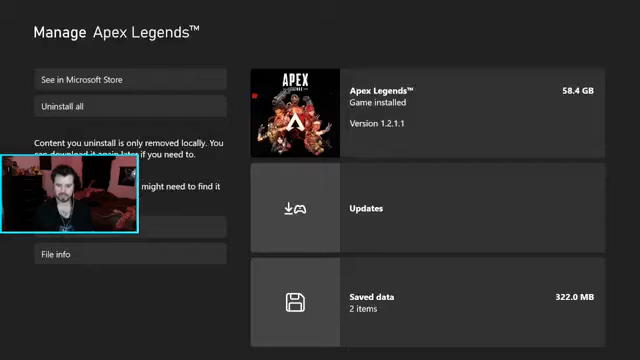 Manage Apex Legends™
See in Microsoft Store
Uninstall all
Content you uninstall is only removed locally. You
can download it again later if you need to.
might need to find it
File info
APEX
LEGENDS
Apex Legends™
58.4 GB
Game installed
Version 1.2.1.1
Updates
Saved data
322.0 MB
2 items